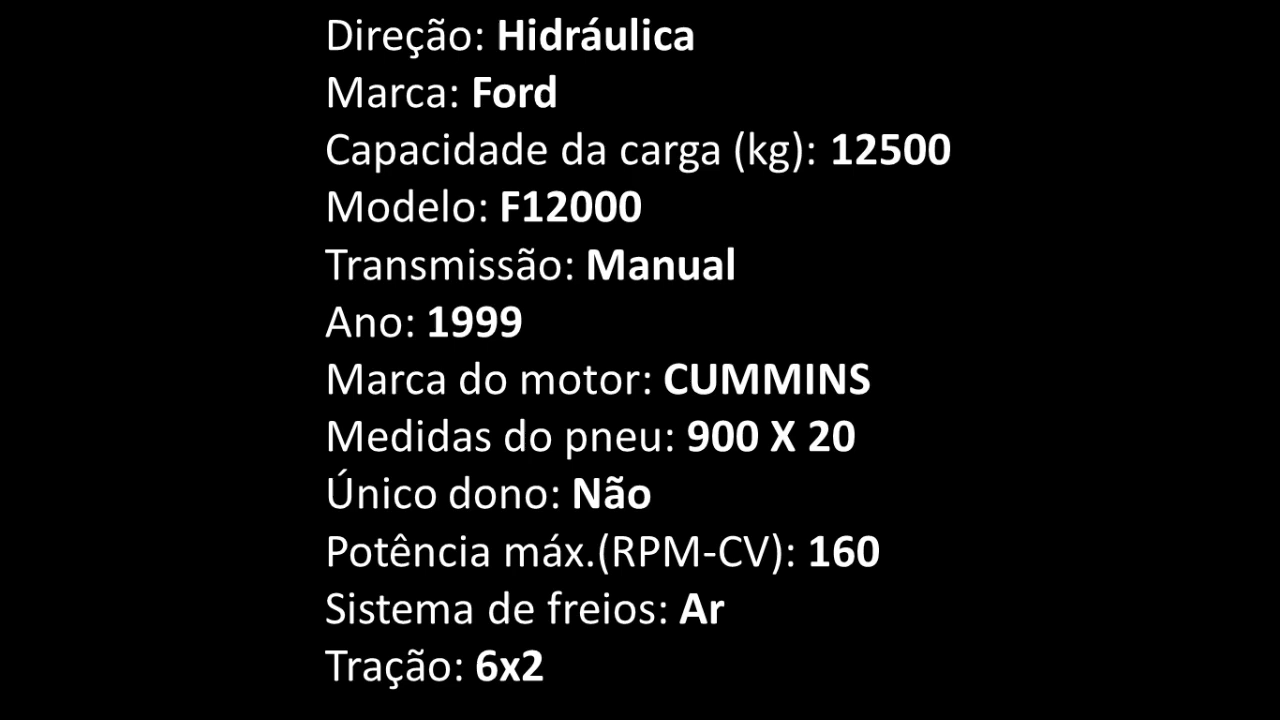 Direção: Hidráulica
Marca: Ford
Capacidade da carga (kg): 12500
Modelo: F12000
Transmissão: Manual
Ano: 1999
Marca do motor: CUMMINS
Medidas do pneu: 900 X 20
Único dono: Não
Potência máx.(RPM-CV): 160
Sistema de freios: Ar
Tração: 6x2